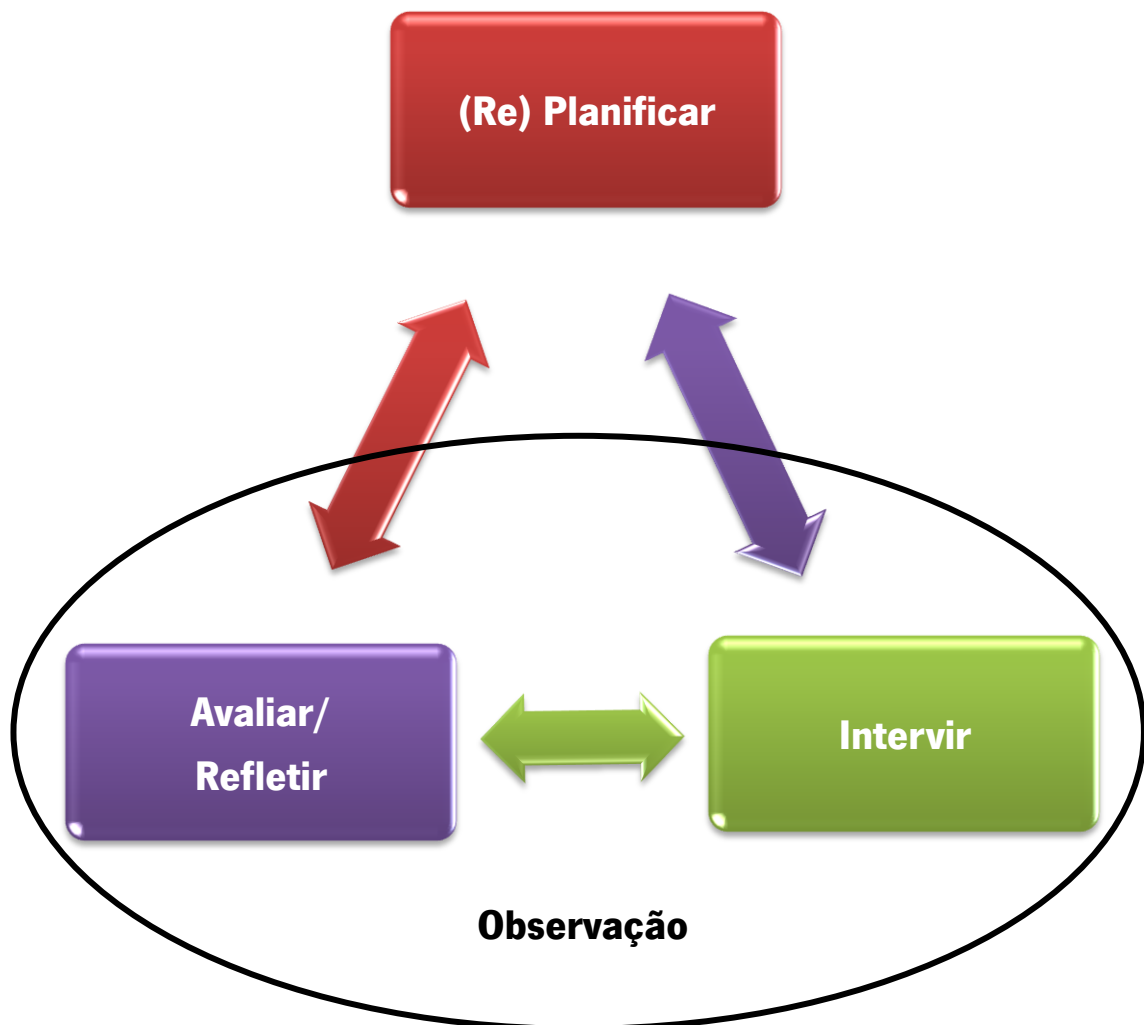 (Re) Planificar
Avaliar/
Refletir
Intervir
Observação